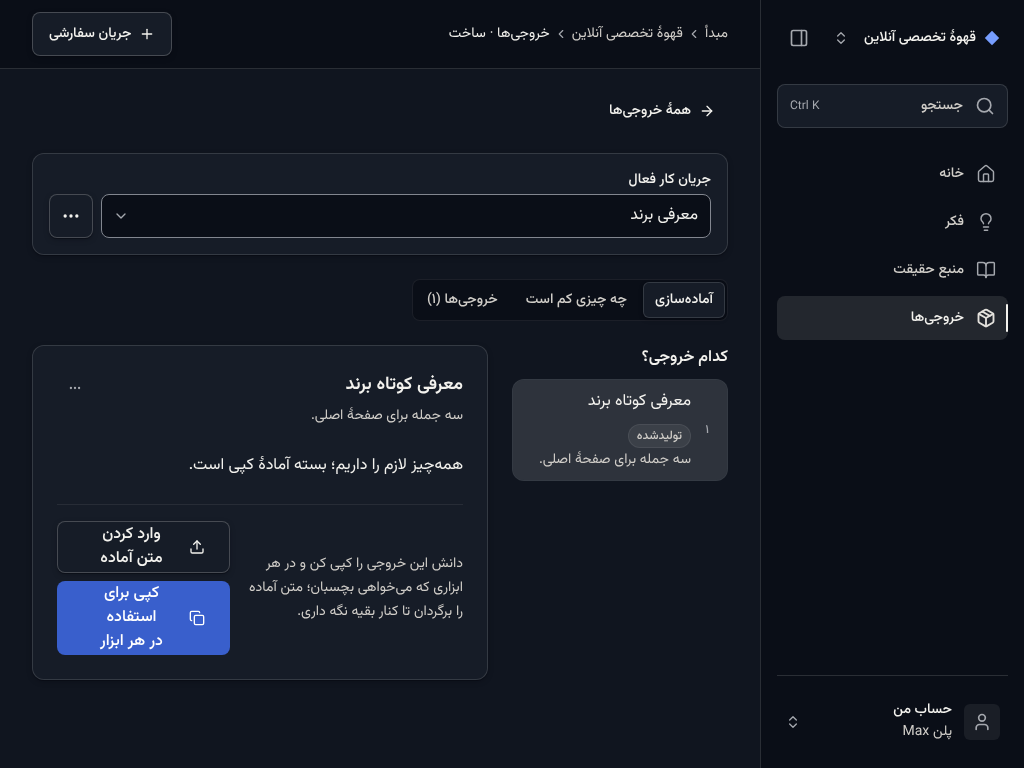 قهوهٔ تخصصی آنلاین
جستجو
Ctrl K
خانه
فکر
منبع حقیقت
خروجی‌ها
حساب من
پلن Max
مبدأ › قهوهٔ تخصصی آنلاین › خروجی‌ها · ساخت
جریان سفارشی
همهٔ خروجی‌ها
جریان کار فعال
معرفی برند
آماده‌سازی
چه چیزی کم است
خروجی‌ها (۱)
کدام خروجی؟
۱
معرفی کوتاه برند
تولیدشده
سه جمله برای صفحهٔ اصلی.
معرفی کوتاه برند
سه جمله برای صفحهٔ اصلی.
همه‌چیز لازم را داریم؛ بسته آمادهٔ کپی است.
دانش این خروجی را کپی کن و در هر
ابزاری که می‌خواهی بچسبان؛ متن آماده
را برگردان تا کنار بقیه نگه داری.
وارد کردن
متن آماده
کپی برای
استفاده
در هر ابزار